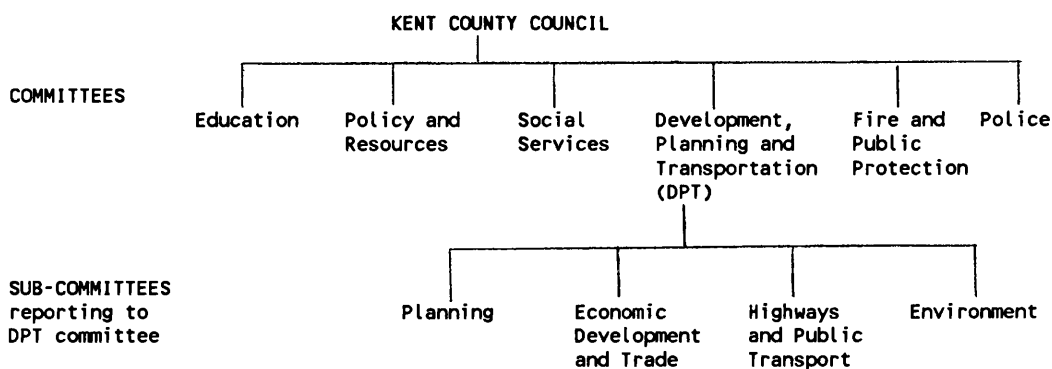 KENT COUNTY COUNCIL
COMMITTEES
Education
Policy and
Resources
Social
Services
Development,
Planning and
Transportation
(DPT)
Fire and
Public
Protection
Police
SUB-COMMITTEES
reporting to
DPT committee
Planning
Economic
Development
and Trade
Highways
and Public
Transport
Environment